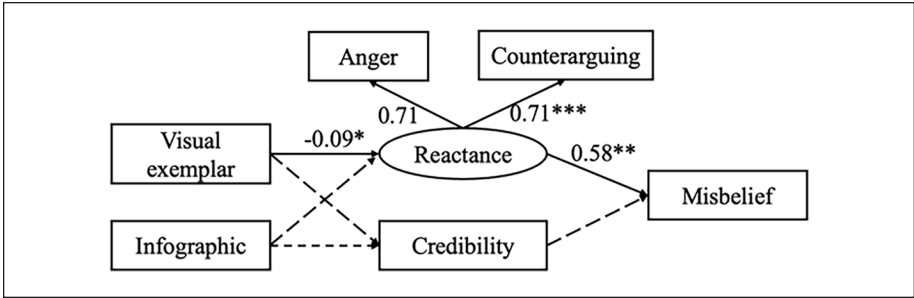 Anger
Counterarguing
0.71
0.71***
Visual
exemplar
-0.09*
Reactance
0.58**
Misbelief
Infographic
Credibility